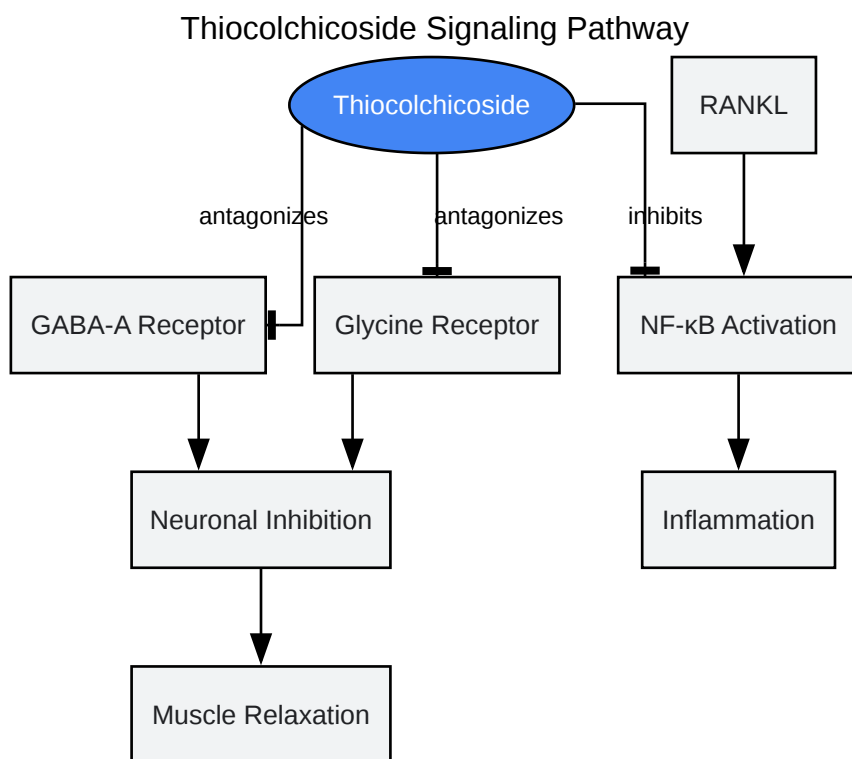 Thiocolchicoside Signaling Pathway
Thiocolchicoside
RANKL
antagonizes
antagonizes
inhibits
GABA-A Receptor
Glycine Receptor
NF-κB Activation
Neuronal Inhibition
Inflammation
Muscle Relaxation